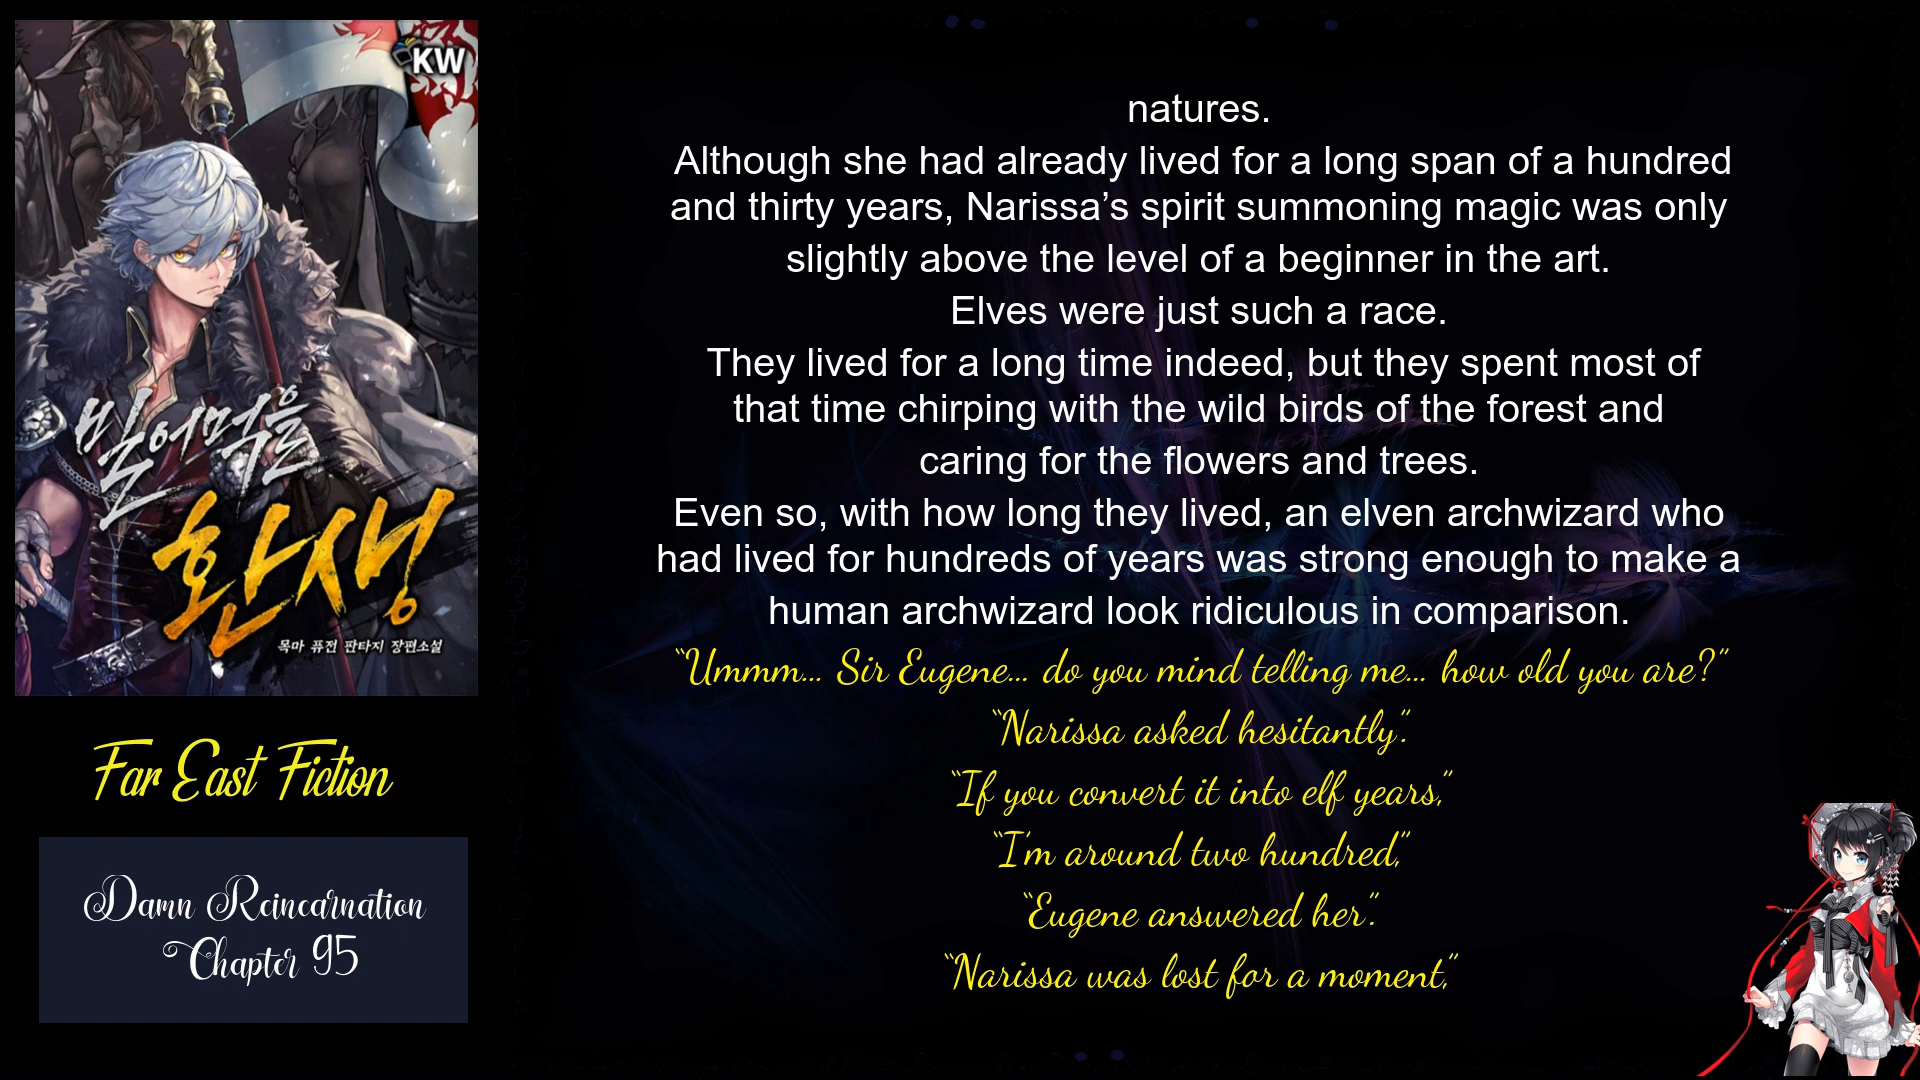 KW
빌어먹을
환생
목마 퓨전 판타지 장편소설
Far East Fiction
Damn Reincarnation
Chapter 95
natures.
Although she had already lived for a long span of a hundred
and thirty years, Narissa’s spirit summoning magic was only
slightly above the level of a beginner in the art.
Elves were just such a race.
They lived for a long time indeed, but they spent most of
that time chirping with the wild birds of the forest and
caring for the flowers and trees.
Even so, with how long they lived, an elven archwizard who
had lived for hundreds of years was strong enough to make a
human archwizard look ridiculous in comparison.
“Ummm... Sir Eugene... do you mind telling me... how old you are?”
“Narissa asked hesitantly”.
“If you convert it into elf years,”
“I’m around two hundred,”
“Eugene answered her”.
“Narissa was lost for a moment,”